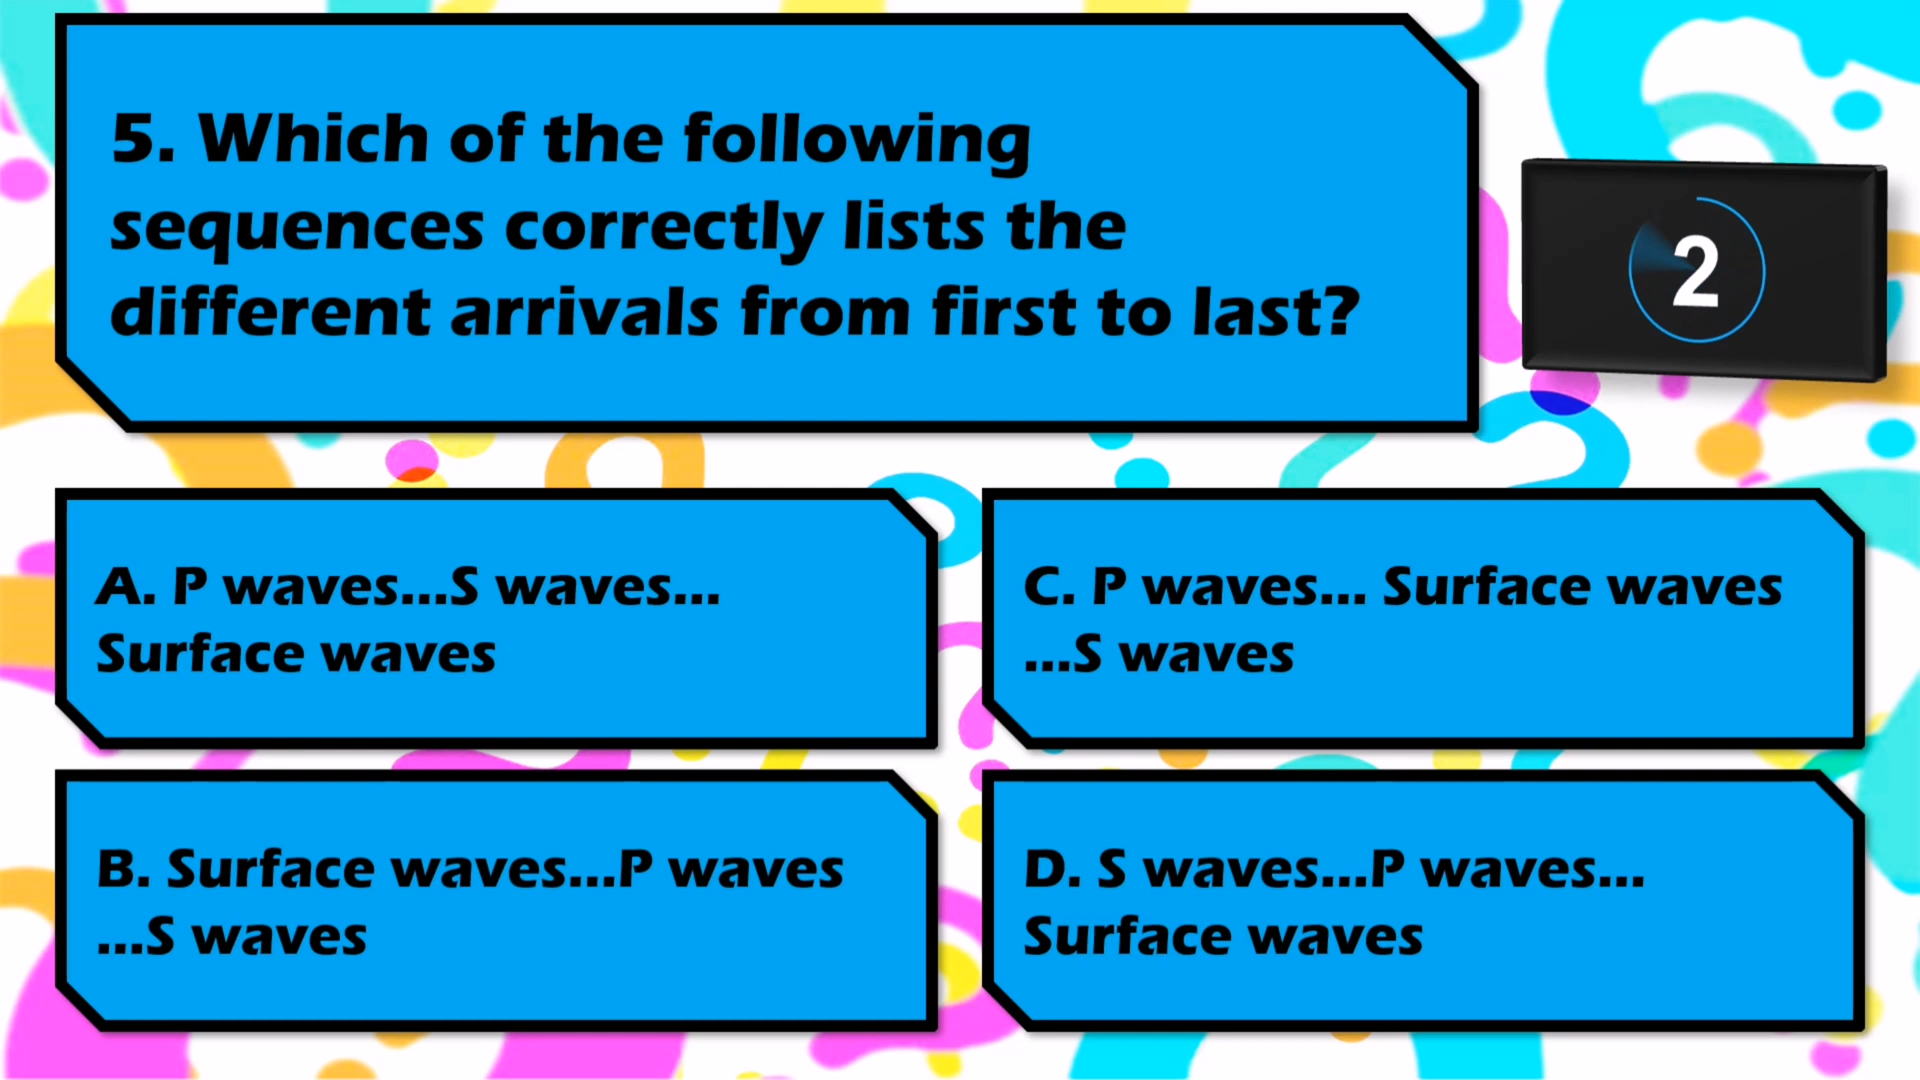 5. Which of the following
sequences correctly lists the
different arrivals from first to last?
2
A. P waves...S waves...
Surface waves
C. P waves... Surface waves
...S waves
B. Surface waves...P waves
...S waves
D. S waves...P waves...
Surface waves